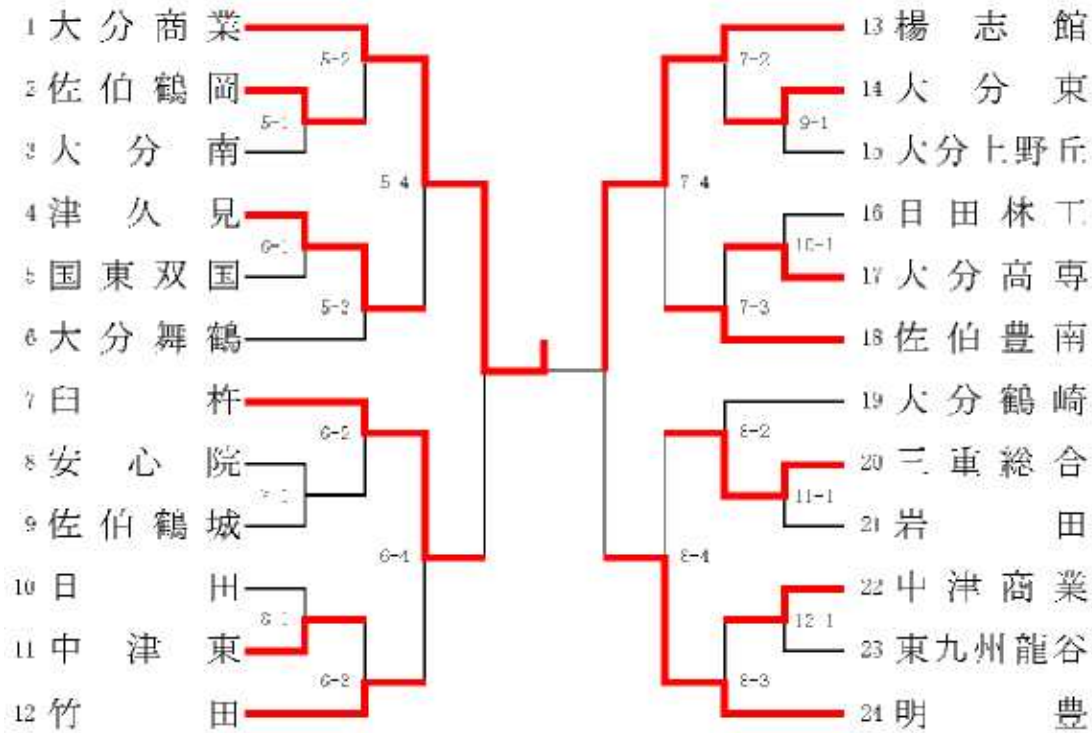 1 大分商業
2 佐伯鶴岡
3 大分南
4 津久見
5 国東双国
6 大分舞鶴
7 臼杵
8 安心院
9 佐伯鶴城
10 日田
11 中津東
12 竹田
5-2
5-1
5-4
6-1
5-3
6-2
6-4
8-1
6-3
13 楊志館
14 大分東
15 大分上野丘
16 日田林工
17 大分高専
18 佐伯豊南
19 大分鶴崎
20 三重総合
21 岩田
22 中津商業
23 東九州龍谷
24 明豊
7-2
9-1
7-4
10-1
7-3
8-2
11-1
8-4
12-1
8-3